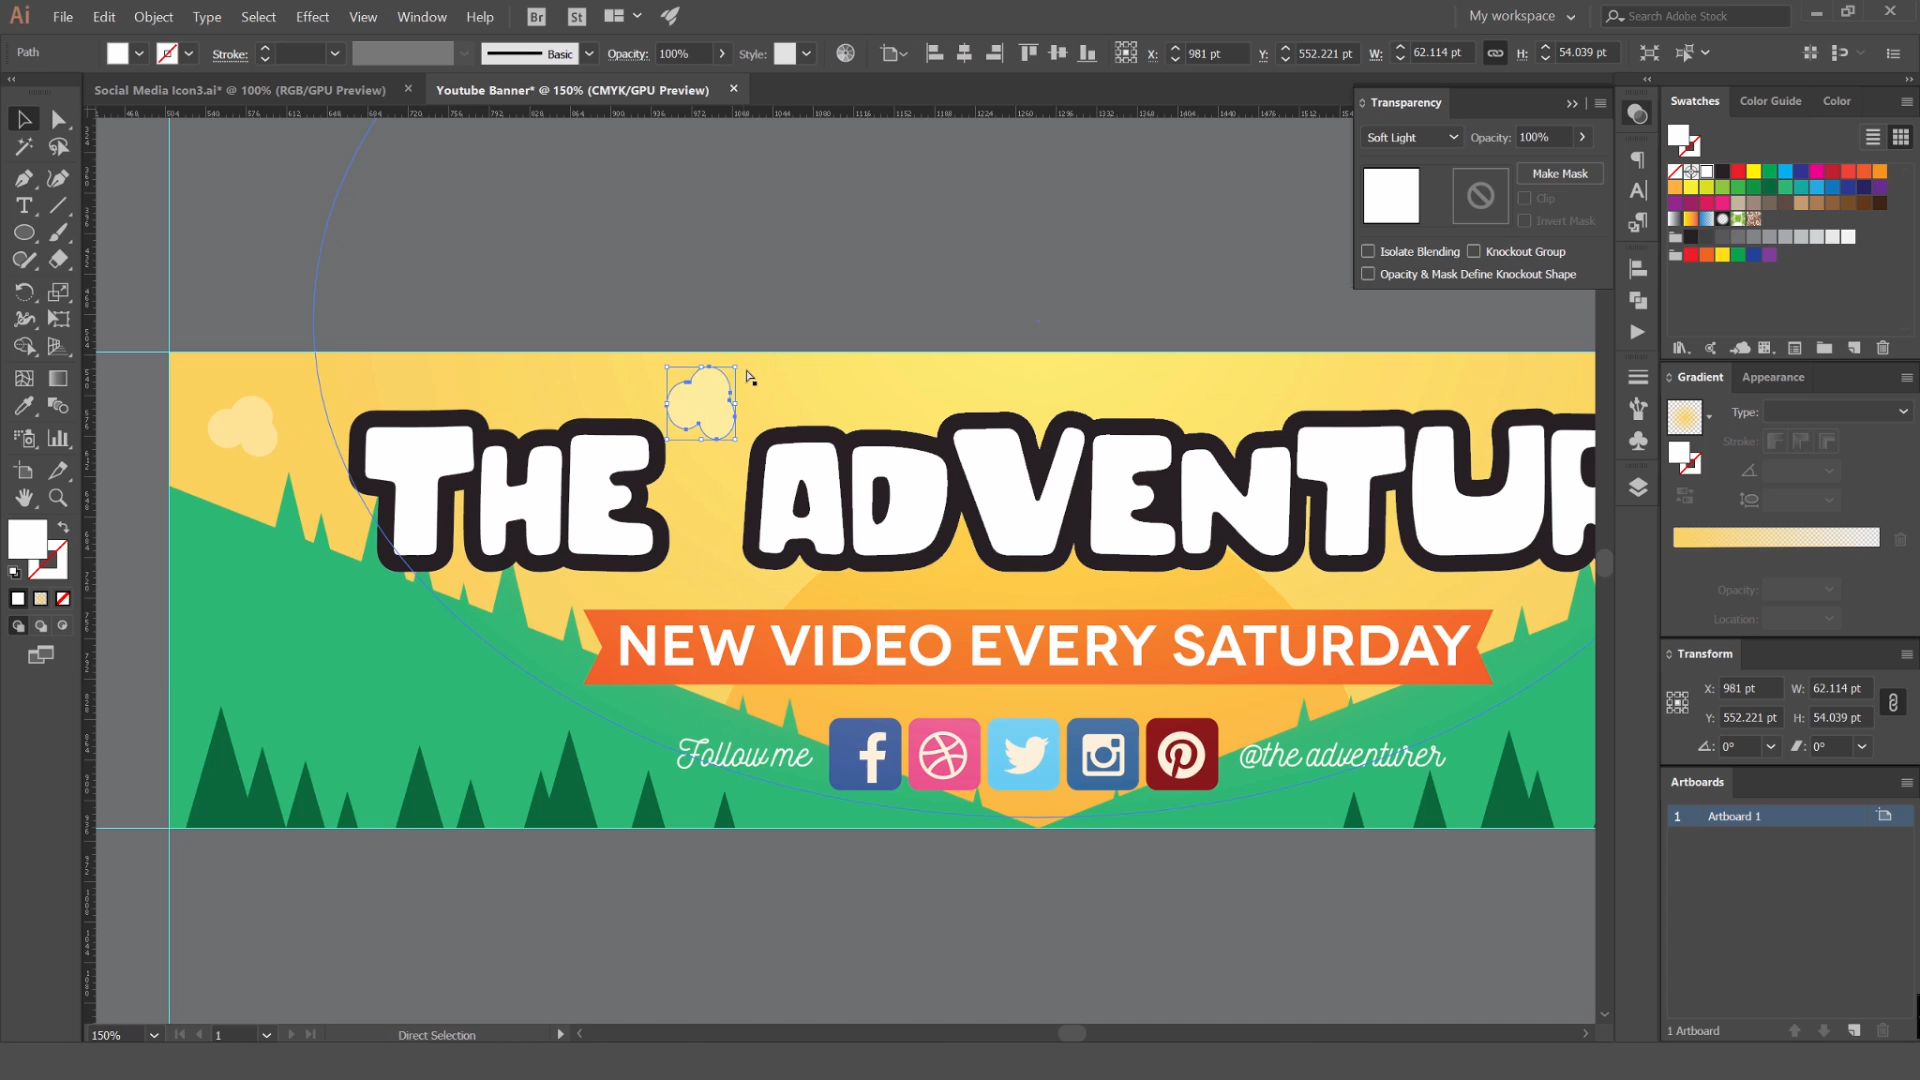 Ai File Edit Object Type Select Effect View Window Help Br St My workspace Search Adobe Stock
Path Stroke: Basic Opacity: 100% Style: X: 981 pt Y: 552.221 pt W: 62.114 pt H: 54.039 pt
Social Media Icon3.ai* @ 100% (RGB/GPU Preview) × Youtube Banner* @ 150% (CMYK/GPU Preview) ×
Transparency
Soft Light Opacity: 100%
Make Mask
Clip
Invert Mask
Isolate Blending Knockout Group
Opacity & Mask Define Knockout Shape
Swatches Color Guide Color
Gradient Appearance
Type:
Stroke:
Opacity:
Location:
Transform
X: 981 pt W: 62.114 pt
Y: 552.221 pt H: 54.039 pt
0° 0°
Artboards
1 Artboard 1
1 Artboard
THE ADVENTUR
NEW VIDEO EVERY SATURDAY
Follow me @the adventurer
150% 1 Direct Selection